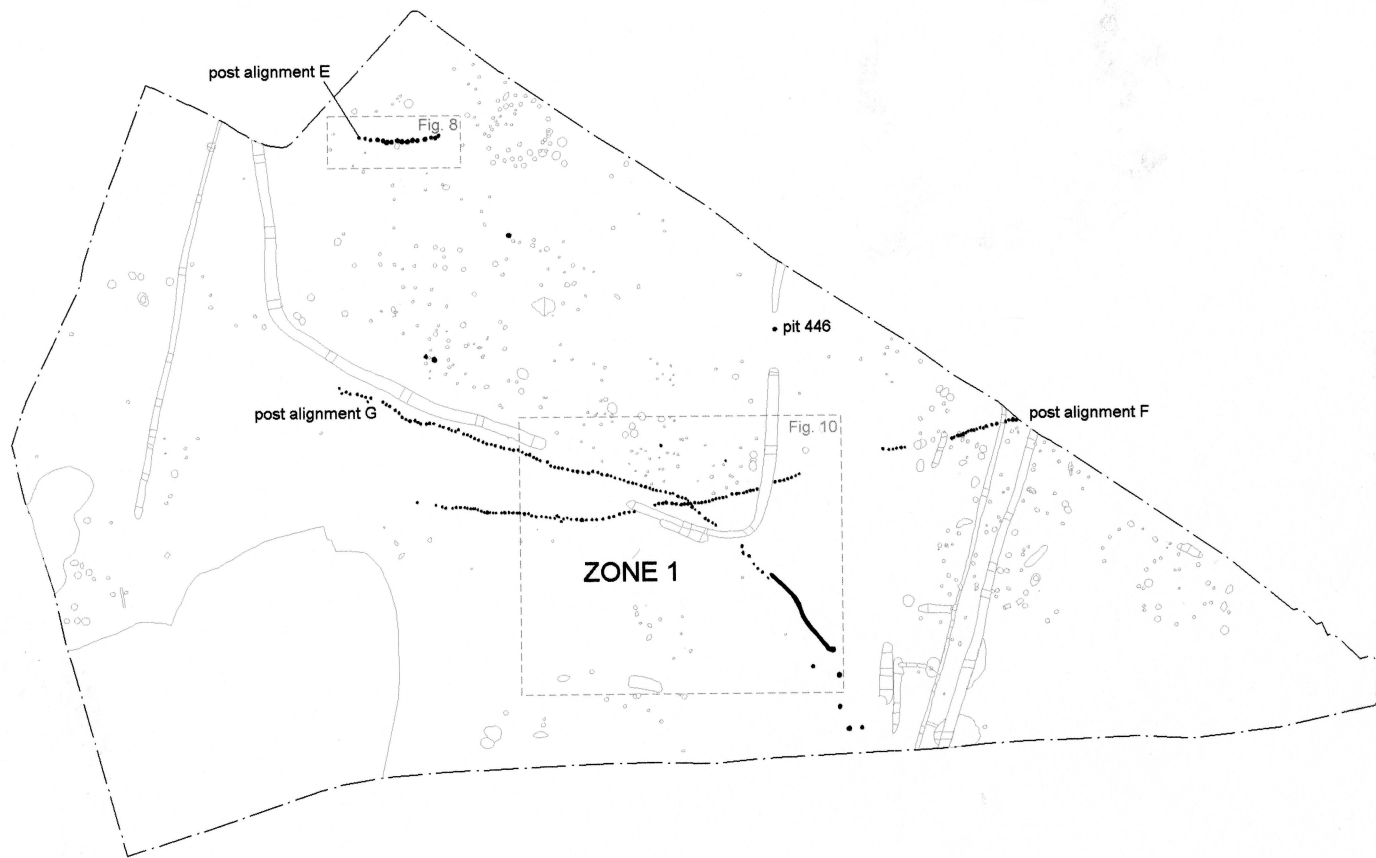 post alignment E
Fig. 8
pit 446
post alignment G
post alignment F
Fig. 10
ZONE 1